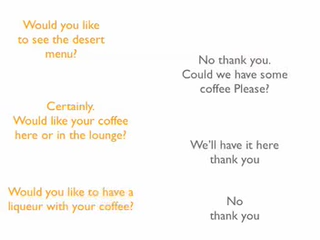 Would you like
to see the desert
menu?
No thank you.
Could we have some
coffee Please?
Certainly.
Would like your coffee
here or in the lounge?
We'll have it here
thank you
Would you like to have a
liqueur with your coffee?
No
thank you